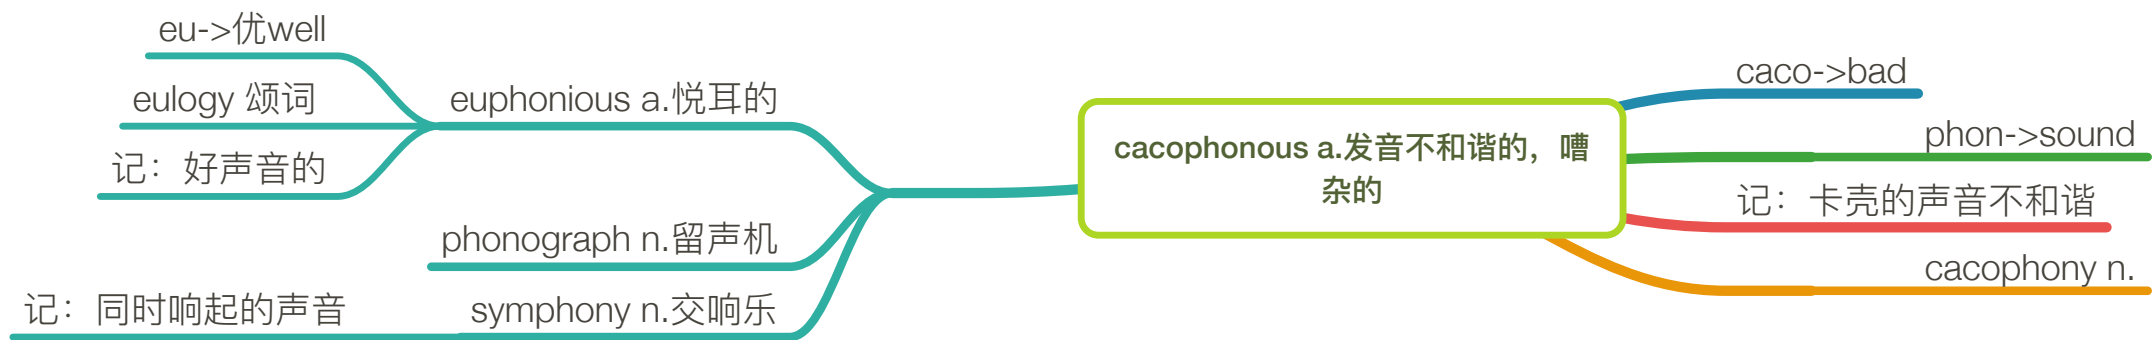 eu->优well
eulogy 颂词
记：好声音的
euphonious a.悦耳的
phonograph n.留声机
记：同时响起的声音
symphony n.交响乐
cacophonous a.发音不和谐的，嘈
杂的
caco->bad
phon->sound
记：卡壳的声音不和谐
cacophony n.